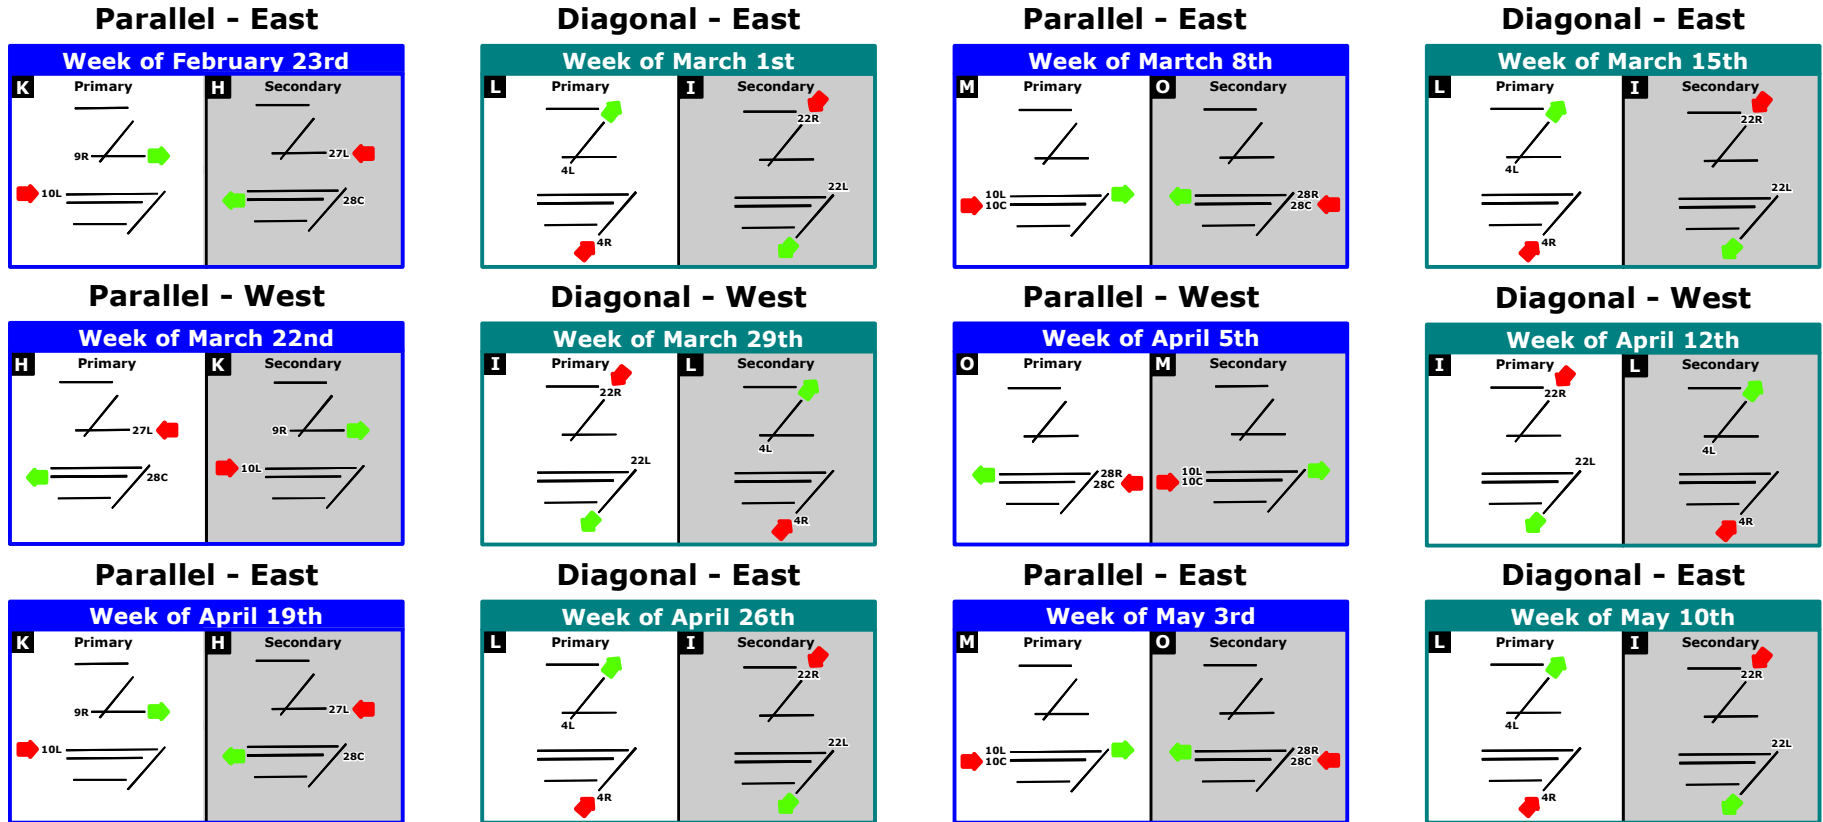 Parallel - East
Diagonal - East
Parallel - East
Diagonal - East
Week of February 23rd
K
Primary
H
Secondary
9R
10L
27L
28C
Week of March 1st
L
Primary
I
Secondary
4L
4R
22R
22L
Week of Martch 8th
M
Primary
O
Secondary
10L
10C
28R
28C
Week of March 15th
L
Primary
I
Secondary
4L
4R
22R
22L
Parallel - West
Diagonal - West
Parallel - West
Diagonal - West
Week of March 22nd
H
Primary
K
Secondary
27L
28C
9R
10L
Week of March 29th
I
Primary
L
Secondary
22R
22L
4L
4R
Week of April 5th
O
Primary
M
Secondary
28R
28C
10L
10C
Week of April 12th
I
Primary
L
Secondary
22R
22L
4L
4R
Parallel - East
Diagonal - East
Parallel - East
Diagonal - East
Week of April 19th
K
Primary
H
Secondary
9R
10L
27L
28C
Week of April 26th
L
Primary
I
Secondary
4L
4R
22R
22L
Week of May 3rd
M
Primary
O
Secondary
10L
10C
28R
28C
Week of May 10th
L
Primary
I
Secondary
4L
4R
22R
22L